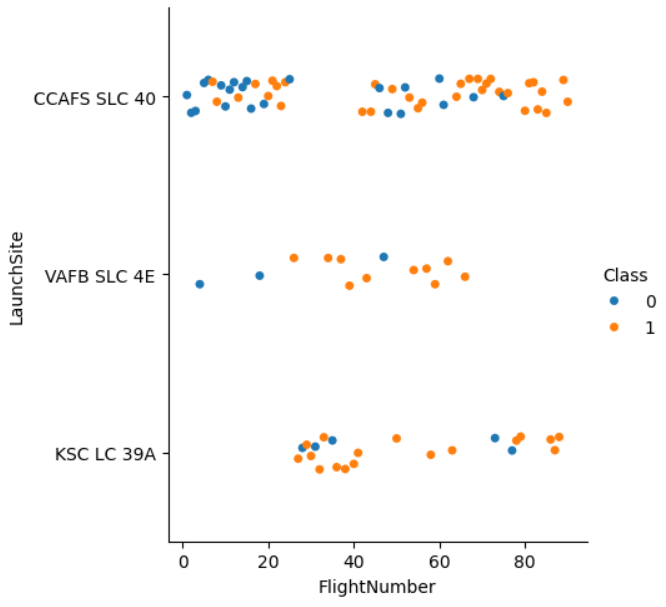 CCAFS SLC 40
VAFB SLC 4E
KSC LC 39A
LaunchSite
0 20 40 60 80
FlightNumber
Class
0
1